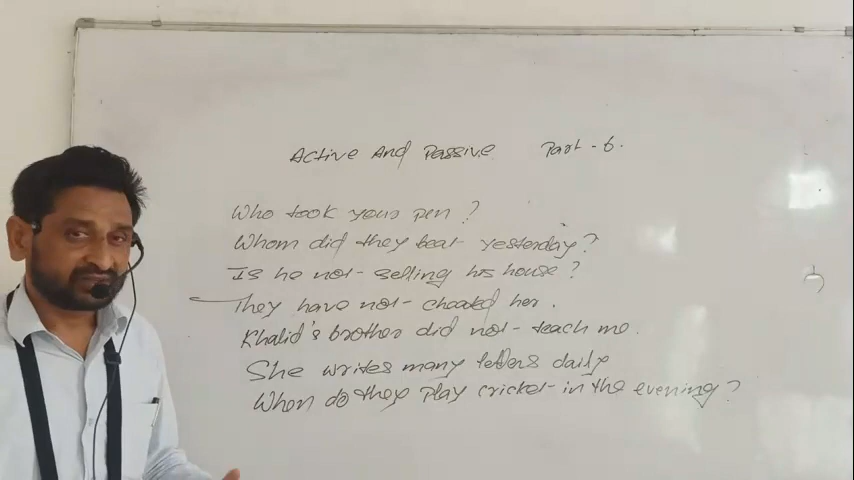 Active And Passive Part - 6.
Who took your pen ?
Whom did they beat yesterday ?
Is he not selling his house ?
They have not cheated her .
Khalid's brother did not teach me .
She writes many letters daily
When do they play cricket in the evening ?